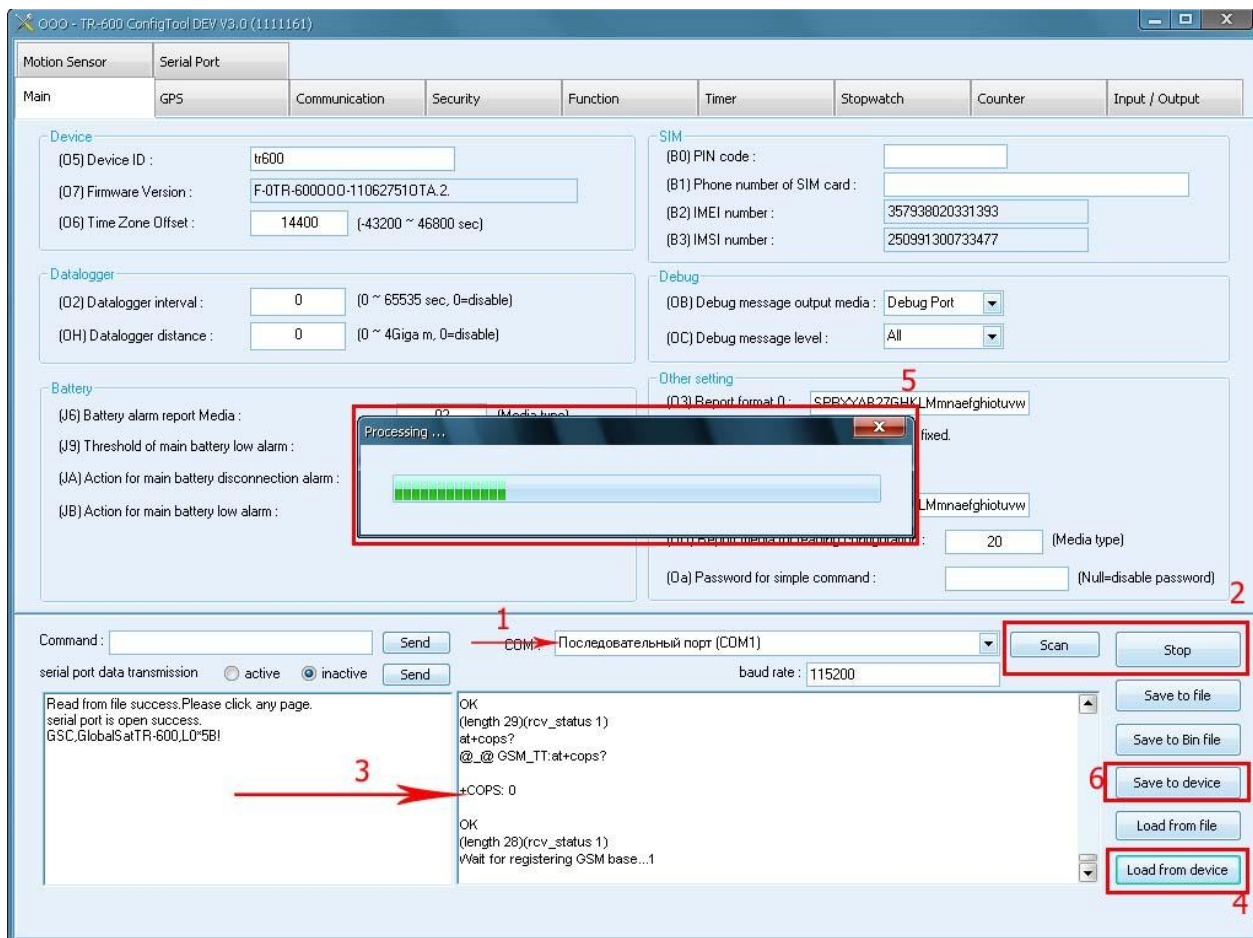 OOO - TR-600 ConfigTool DEV V3.0 (1111161)
Motion Sensor Serial Port
Main GPS Communication Security Function Timer Stopwatch Counter Input / Output
Device
(O5) Device ID : tr600
(O7) Firmware Version : F-0TR-600OOO-11062751OTA.2.
(O6) Time Zone Offset : 14400 (-43200 ~ 46800 sec)
SIM
(B0) PIN code :
(B1) Phone number of SIM card :
(B2) IMEI number : 357938020331393
(B3) IMSI number : 250991300733477
Datalogger
(O2) Datalogger interval : 0 (0 ~ 65535 sec, 0=disable)
(OH) Datalogger distance : 0 (0 ~ 4Giga m, 0=disable)
Debug
(OB) Debug message output media : Debug Port
(OC) Debug message level : All
Battery
(J6) Battery alarm report Media : 02 (Media type)
(J9) Threshold of main battery low alarm :
(JA) Action for main battery disconnection alarm :
(JB) Action for main battery low alarm :
Other setting
5
(O3) Report format 0 : SPRXYAB27GHKLMmnaefghiotuvw
fixed.
LMmnaefghiotuvw
Report media for reading configuration : 20 (Media type)
(Oa) Password for simple command : (Null=disable password)
Processing ...
2
Command : Send
1
COM : Последовательный порт (COM1) Scan Stop
serial port data transmission active inactive Send
baud rate : 115200
Read from file success.Please click any page.
serial port is open success.
GSC,GlobalSatTR-600,L0*5B!
3
OK
(length 29)(rcv_status 1)
at+cops?
@_@ GSM_TT:at+cops?
+COPS: 0
OK
(length 28)(rcv_status 1)
Wait for registering GSM base...1
Save to file
Save to Bin file
6
Save to device
Load from file
Load from device
4